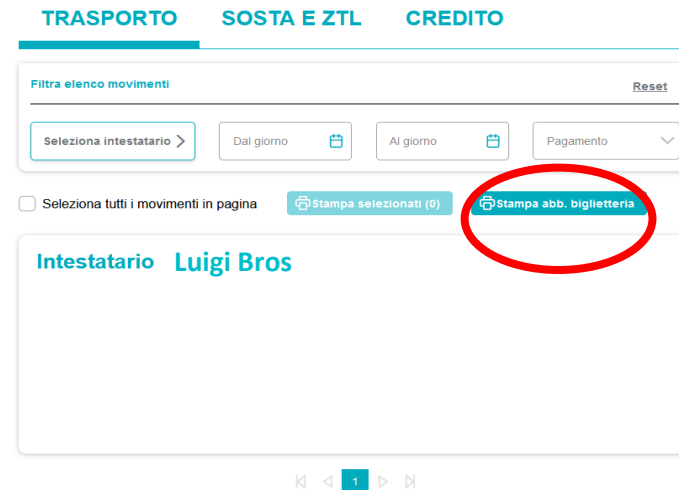 TRASPORTO SOSTA E ZTL CREDITO
Filtra elenco movimenti Reset
Seleziona intestatario Dal giorno Al giorno Pagamento
Seleziona tutti i movimenti in pagina Stampa selezionati (0) Stampa abb. biglietteria
Intestatario Luigi Bros
1